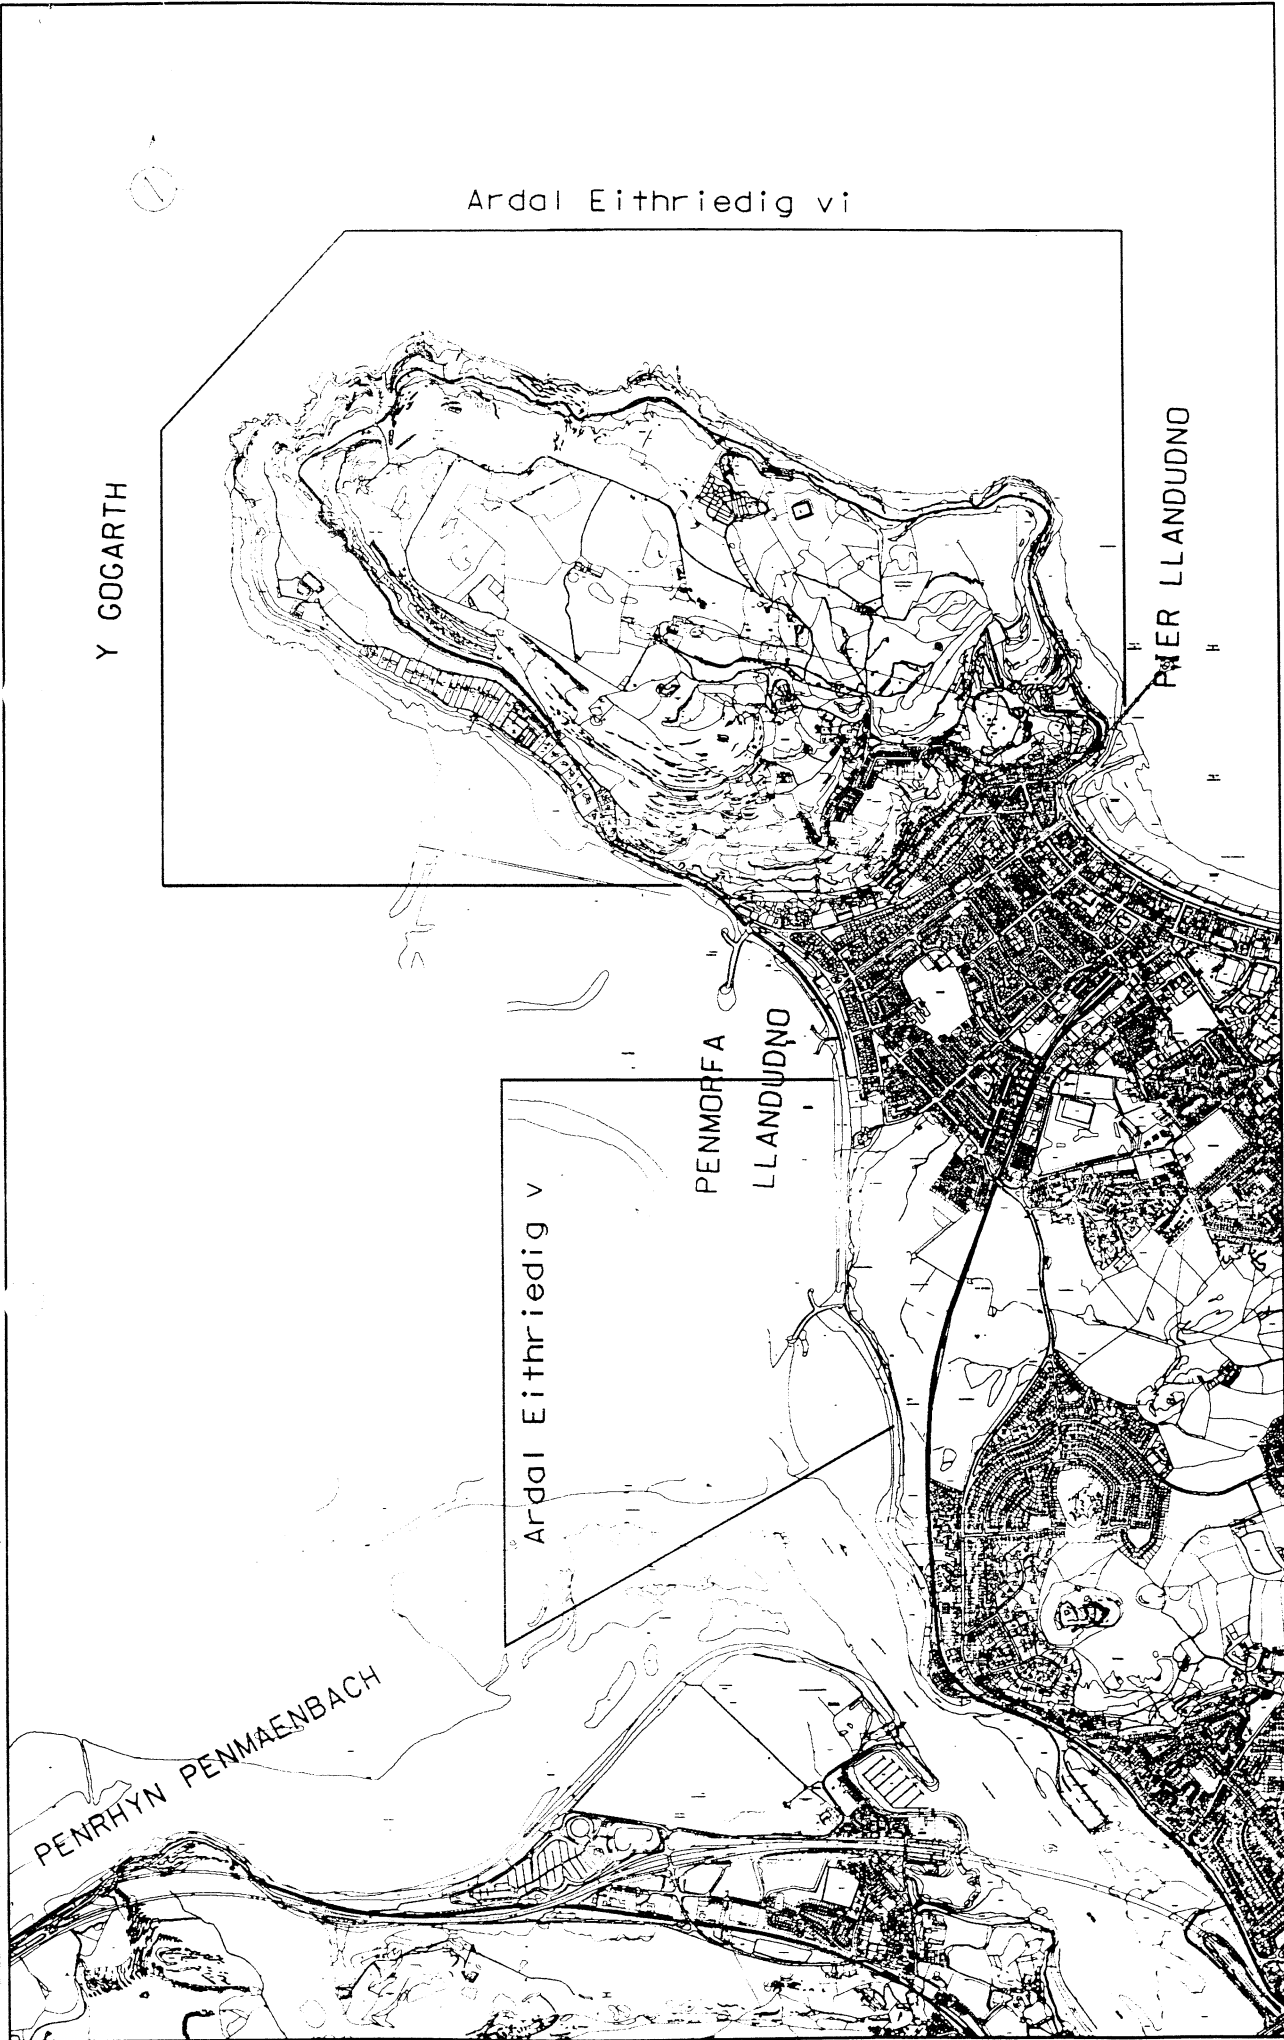 Ardal Eithriedig vi
Y GOGARTH
PIER LLANDUDNO
PENMORFA
LLANDUDNO
Ardal Eithriedig v
PENRHYN PENMAENBACH